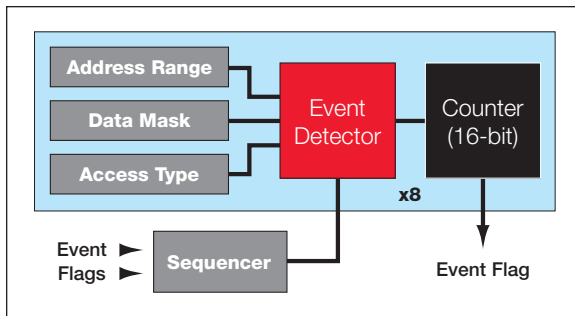 Address Range
Data Mask
Access Type
Event
Detector
Counter
(16-bit)
x8
Event
Flags
Sequencer
Event Flag